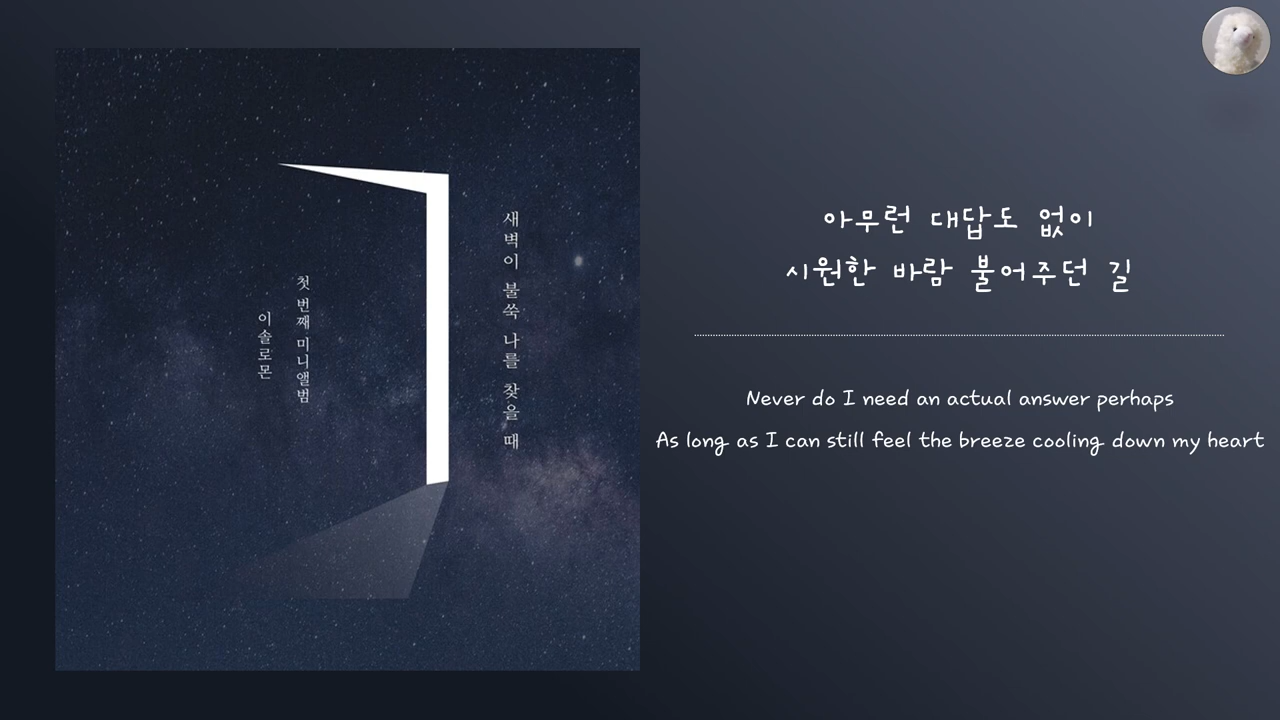 새벽이 불쑥 나를 찾을 때
첫 번째 미니앨범
이솔로몬
아무런 대답도 없이
시원한 바람 불어주던 길
Never do I need an actual answer perhaps
As long as I can still feel the breeze cooling down my heart